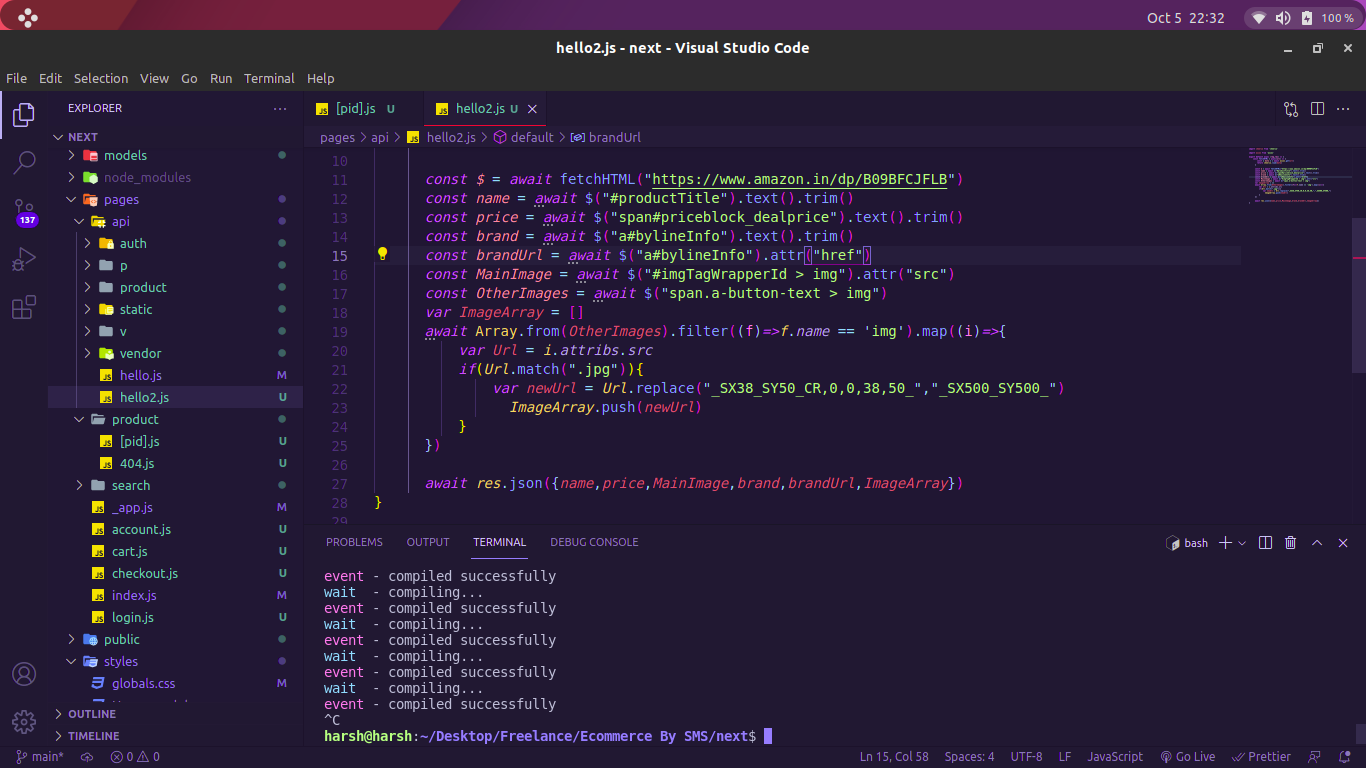 Oct 5 22:32 100 %
hello2.js - next - Visual Studio Code
File Edit Selection View Go Run Terminal Help
EXPLORER
NEXT
models
node_modules
pages
api
auth
p
product
static
v
vendor
hello.js M
hello2.js U
product
[pid].js U
404.js U
search
_app.js M
account.js U
cart.js U
checkout.js U
index.js M
login.js U
public
styles
globals.css M
OUTLINE
TIMELINE
137
[pid].js U hello2.js U
pages > api > hello2.js > default > brandUrl
10
11 const $ = await fetchHTML("https://www.amazon.in/dp/B09BFCJFLB")
12 const name = await $("#productTitle").text().trim()
13 const price = await $("span#priceblock_dealprice").text().trim()
14 const brand = await $("a#bylineInfo").text().trim()
15 const brandUrl = await $("a#bylineInfo").attr("href")
16 const MainImage = await $("#imgTagWrapperId > img").attr("src")
17 const OtherImages = await $("span.a-button-text > img")
18 var ImageArray = []
19 await Array.from(OtherImages).filter((f)=>f.name == 'img').map((i)=>{
20 var Url = i.attribs.src
21 if(Url.match(".jpg")){
22 var newUrl = Url.replace("_SX38_SY50_CR,0,0,38,50_","_SX500_SY500_")
23 ImageArray.push(newUrl)
24 }
25 })
26
27 await res.json({name,price,MainImage,brand,brandUrl,ImageArray})
28 }
29
PROBLEMS OUTPUT TERMINAL DEBUG CONSOLE bash
event - compiled successfully
wait - compiling...
event - compiled successfully
wait - compiling...
event - compiled successfully
wait - compiling...
event - compiled successfully
wait - compiling...
event - compiled successfully
^C
harsh@harsh:~/Desktop/Freelance/Ecommerce By SMS/next$
main* 0 0 Ln 15, Col 58 Spaces: 4 UTF-8 LF JavaScript Go Live Prettier